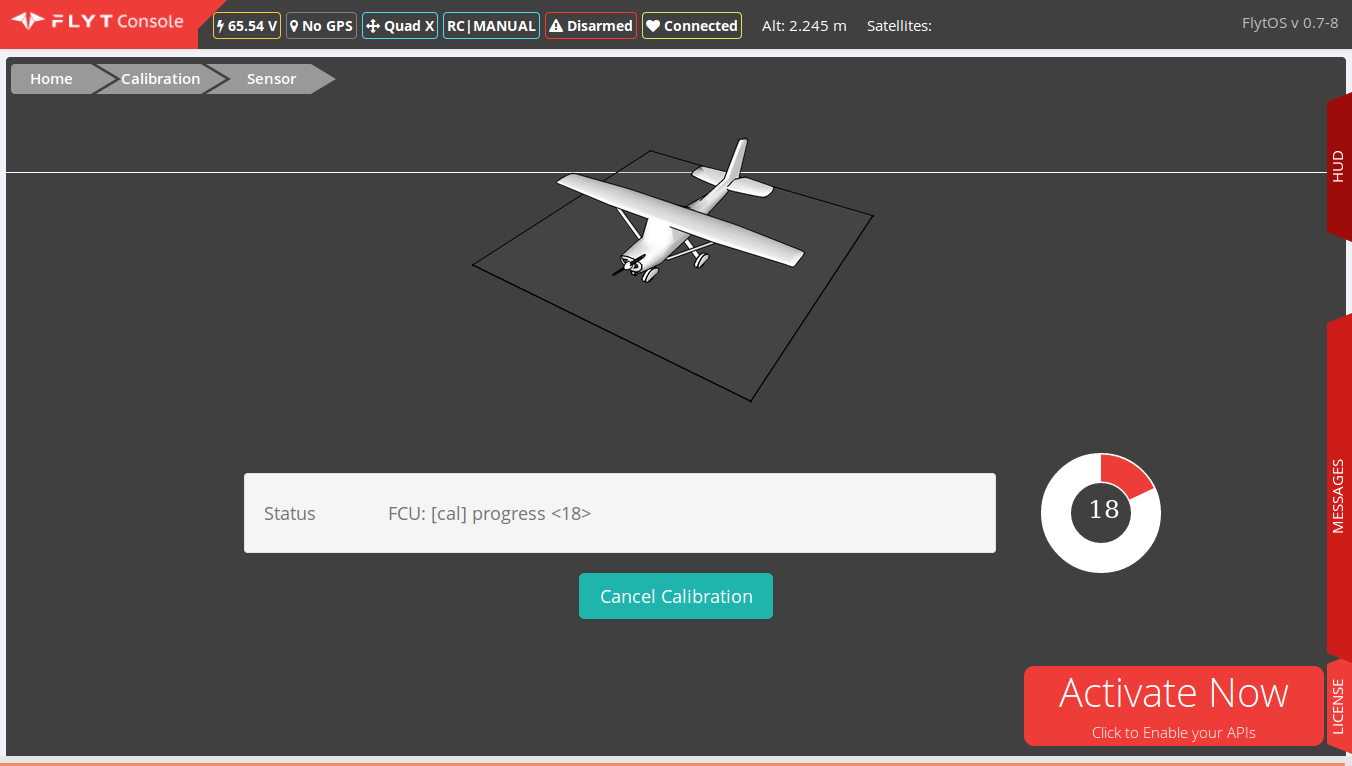 FLYT Console
65.54 V
No GPS
Quad X
RC|MANUAL
Disarmed
Connected
Alt: 2.245 m
Satellites:
FlytOS v 0.7-8
Home
Calibration
Sensor
HUD
Status
FCU: [cal] progress <18>
18
MESSAGES
Cancel Calibration
Activate Now
Click to Enable your APIs
LICENSE